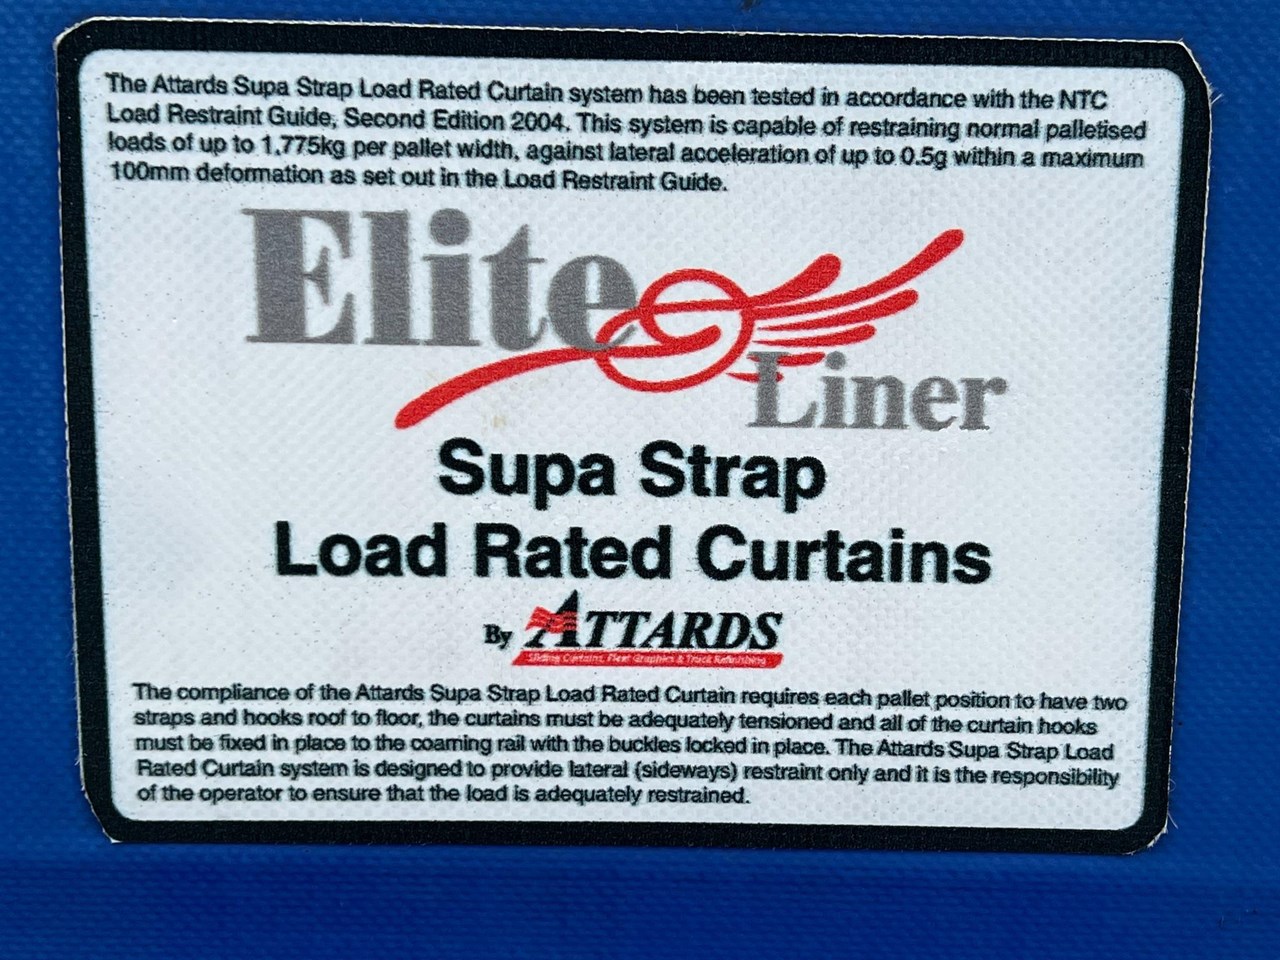 The Attards Supa Strap Load Rated Curtain system has been tested in accordance with the NTC
Load Restraint Guide, Second Edition 2004. This system is capable of restraining normal palletised
loads of up to 1.775kg per pallet width, against lateral acceleration of up to 0.5g within a maximum
100mm deformation as set out in the Load Restraint Guide.
Elite
Liner
Supa Strap
Load Rated Curtains
By ATTARDS
Sliding Curtains, Fleet Graphics & Truck Refurbishing
The compliance of the Attards Supa Strap Load Rated Curtain requires each pallet position to have two
straps and hooks roof to floor, the curtains must be adequately tensioned and all of the curtain hooks
must be fixed in place to the coaming rail with the buckles locked in place. The Attards Supa Strap Load
Rated Curtain system is designed to provide lateral (sideways) restraint only and it is the responsibility
of the operator to ensure that the load is adequately restrained.